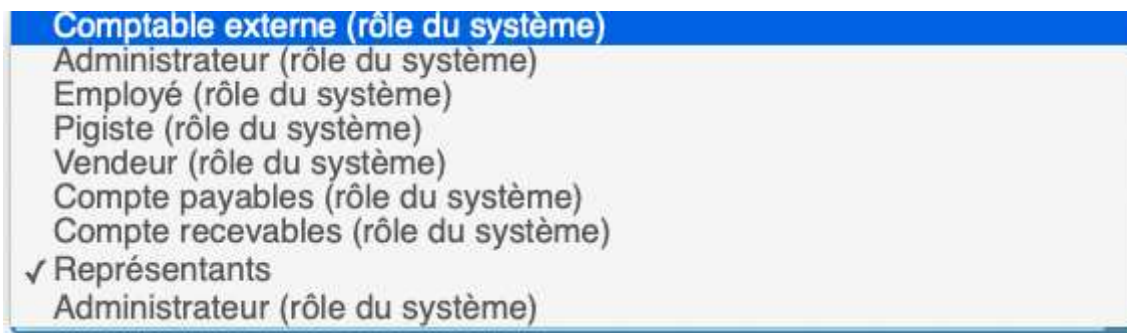 Comptable externe (rôle du système)
Administrateur (rôle du système)
Employé (rôle du système)
Pigiste (rôle du système)
Vendeur (rôle du système)
Compte payables (rôle du système)
Compte recevables (rôle du système)
✓ Représentants
Administrateur (rôle du système)